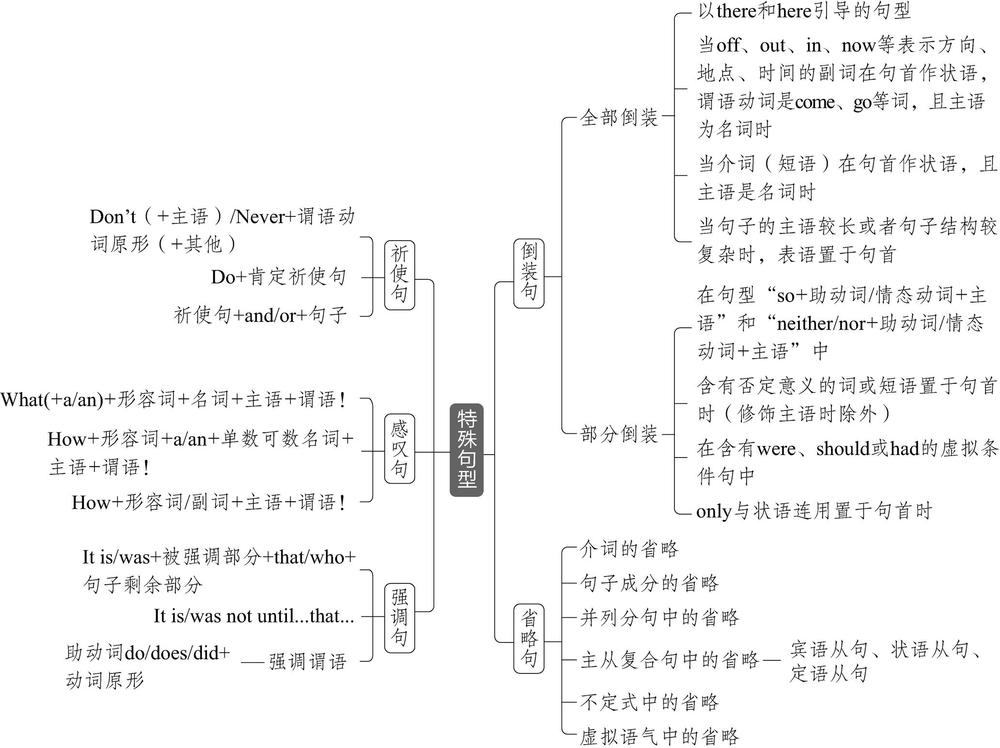 特殊句型
祈使句
Don’t（+主语）/Never+谓语动
词原形（+其他）
Do+肯定祈使句
祈使句+and/or+句子
感叹句
What(+a/an)+形容词+名词+主语+谓语！
How+形容词+a/an+单数可数名词+
主语+谓语！
How+形容词/副词+主语+谓语！
强调句
It is/was+被强调部分+that/who+
句子剩余部分
It is/was not until...that...
强调谓语
助动词do/does/did+
动词原形
倒装句
全部倒装
以there和here引导的句型
当off、out、in、now等表示方向、
地点、时间的副词在句首作状语，
谓语动词是come、go等词，且主语
为名词时
当介词（短语）在句首作状语，且
主语是名词时
当句子的主语较长或者句子结构较
复杂时，表语置于句首
部分倒装
在句型“so+助动词/情态动词+主
语”和“neither/nor+助动词/情态
动词+主语”中
含有否定意义的词或短语置于句首
时（修饰主语时除外）
在含有were、should或had的虚拟条
件句中
only与状语连用置于句首时
省略句
介词的省略
句子成分的省略
并列分句中的省略
主从复合句中的省略
宾语从句、状语从句、
定语从句
不定式中的省略
虚拟语气中的省略